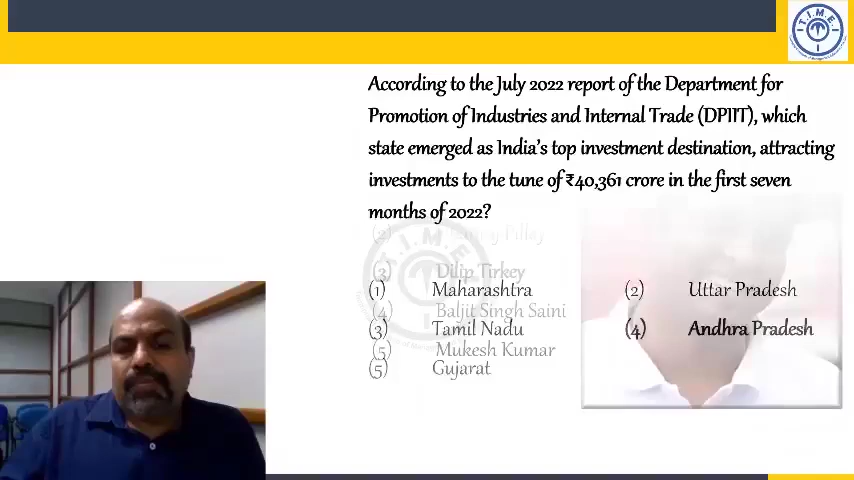 T.I.M.E.
According to the July 2022 report of the Department for
Promotion of Industries and Internal Trade (DPIIT), which
state emerged as India's top investment destination, attracting
investments to the tune of ₹40,361 crore in the first seven
months of 2022?
(2)
(3) Dilip Tirkey
(1) Maharashtra (2) Uttar Pradesh
(4) Baljit Singh Saini
(3) Tamil Nadu (4) Andhra Pradesh
(5) Mukesh Kumar
(5) Gujarat